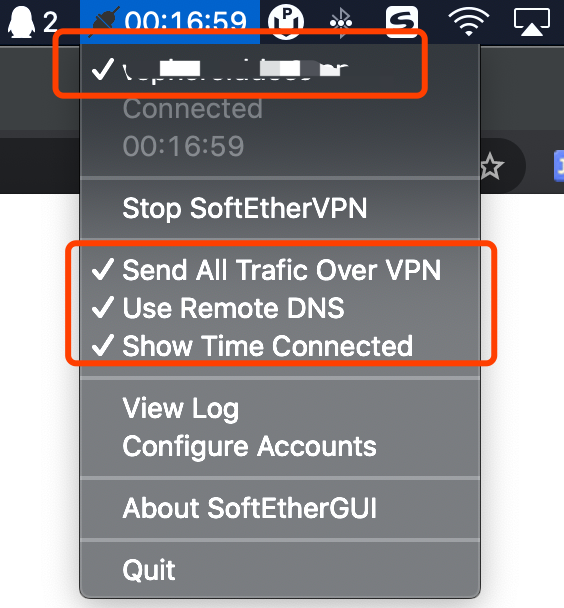 2 00:16:59 P S
Connected
00:16:59
Stop SoftEtherVPN
Send All Trafic Over VPN
Use Remote DNS
Show Time Connected
View Log
Configure Accounts
About SoftEtherGUI
Quit